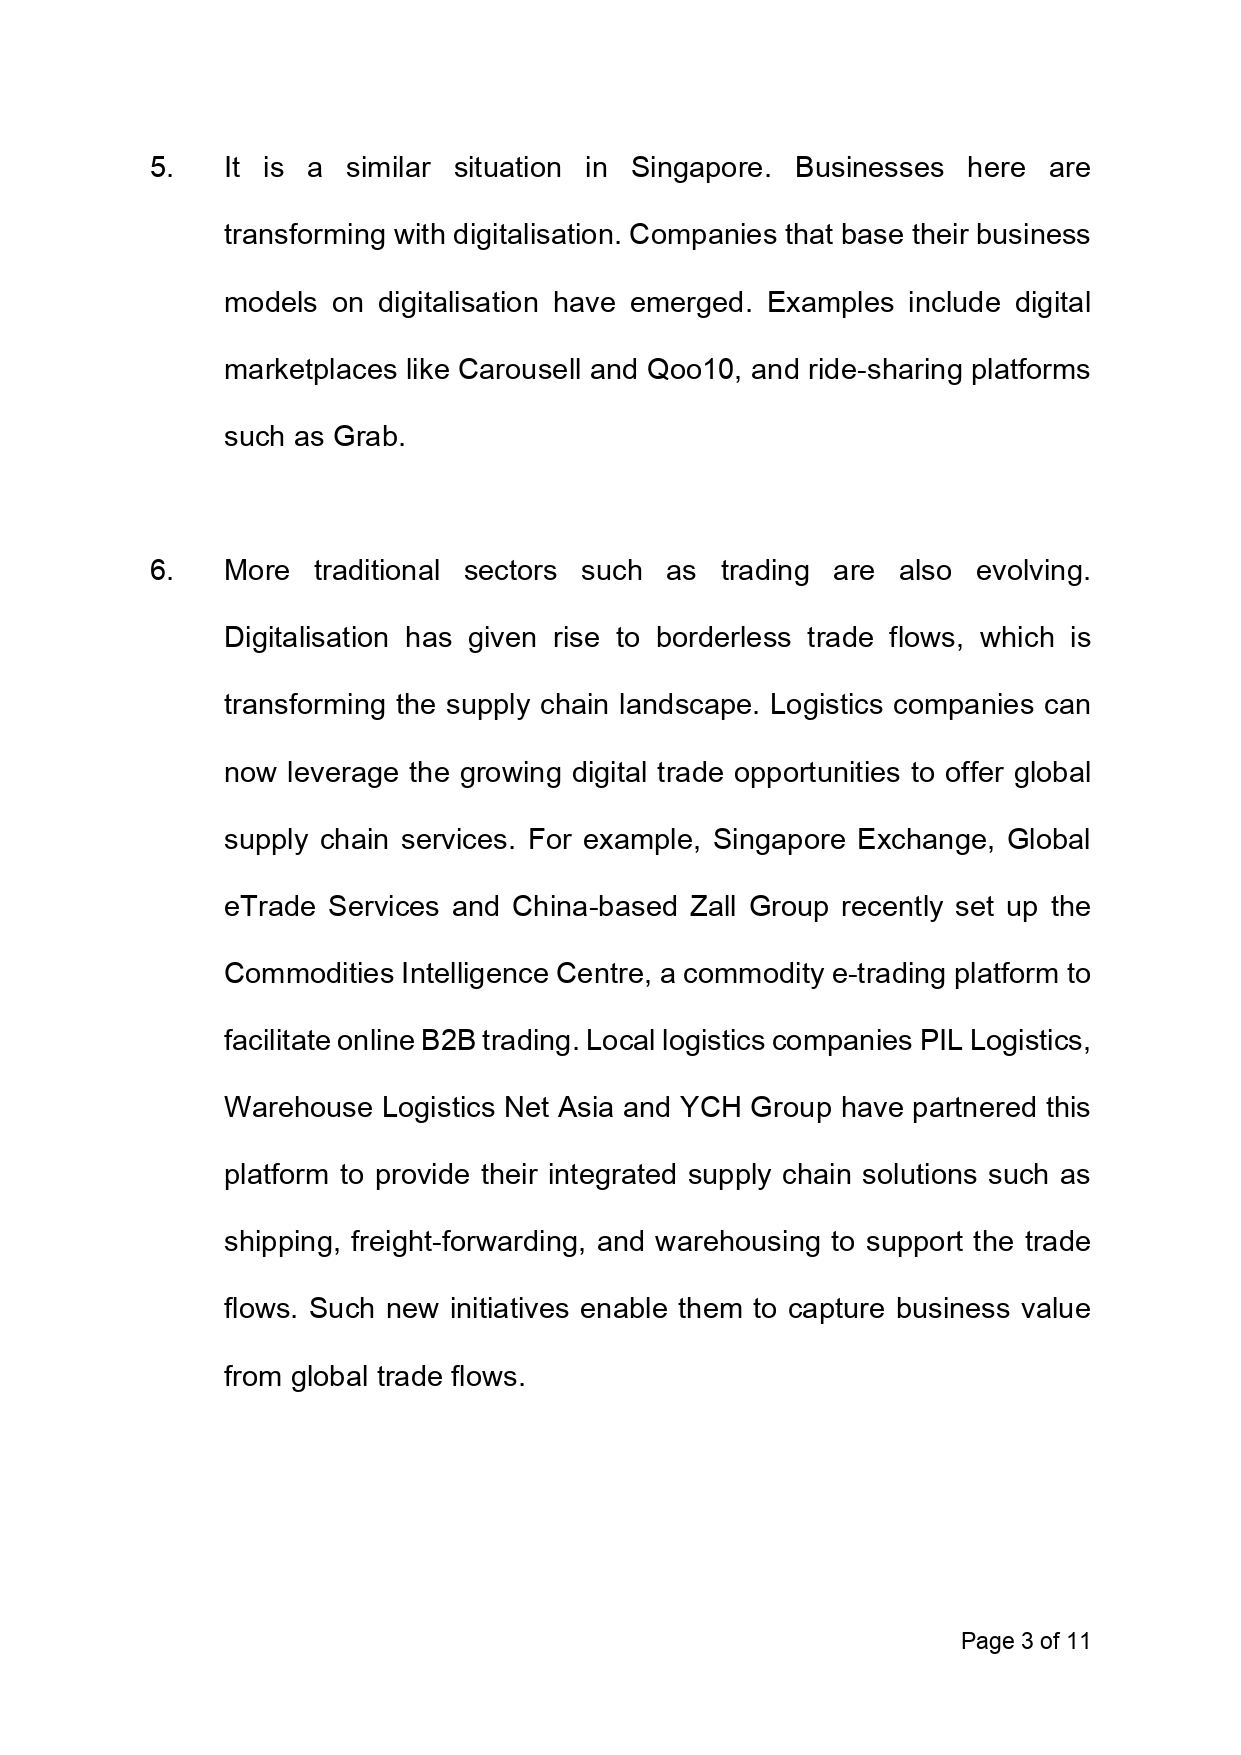 5. It is a similar situation in Singapore. Businesses here are
transforming with digitalisation. Companies that base their business
models on digitalisation have emerged. Examples include digital
marketplaces like Carousell and Qoo10, and ride-sharing platforms
such as Grab.
6. More traditional sectors such as trading are also evolving.
Digitalisation has given rise to borderless trade flows, which is
transforming the supply chain landscape. Logistics companies can
now leverage the growing digital trade opportunities to offer global
supply chain services. For example, Singapore Exchange, Global
eTrade Services and China-based Zall Group recently set up the
Commodities Intelligence Centre, a commodity e-trading platform to
facilitate online B2B trading. Local logistics companies PIL Logistics,
Warehouse Logistics Net Asia and YCH Group have partnered this
platform to provide their integrated supply chain solutions such as
shipping, freight-forwarding, and warehousing to support the trade
flows. Such new initiatives enable them to capture business value
from global trade flows.
Page 3 of 11